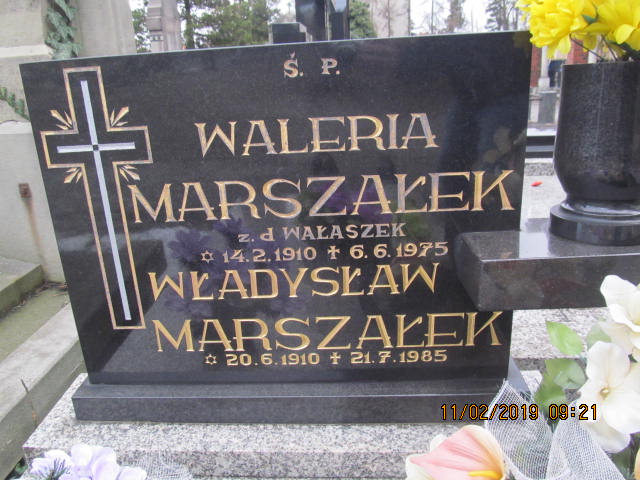 Ś. P.
WALERIA
MARSZAŁEK
z. d WAŁASZEK
✡ 14.2.1910 ✝ 6.6.1975
WŁADYSŁAW
MARSZAŁEK
✡ 20.6.1910 ✝ 21.7.1985
11/02/2019 09:21